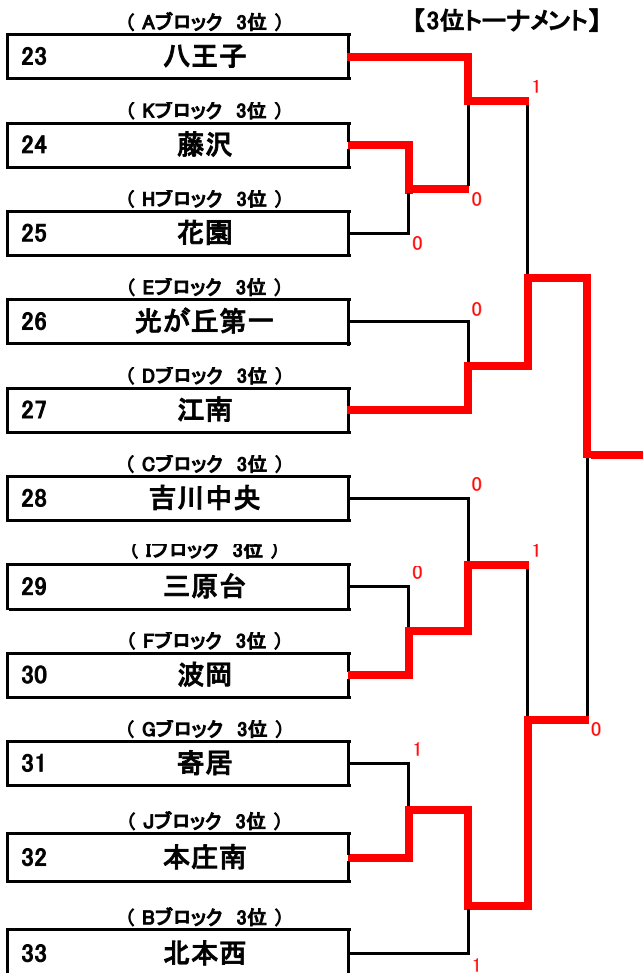 【3位トーナメント】
( Aブロック 3位 )
23 八王子
1
( Kブロック 3位 )
24 藤沢
0
( Hブロック 3位 )
25 花園
0
( Eブロック 3位 )
0
26 光が丘第一
( Dブロック 3位 )
27 江南
( Cブロック 3位 )
0
28 吉川中央
( Iフロック 3位 )
1
0
29 三原台
( Fブロック 3位 )
30 波岡
( Gブロック 3位 )
0
1
31 寄居
( Jブロック 3位 )
32 本庄南
( Bブロック 3位 )
33 北本西
1